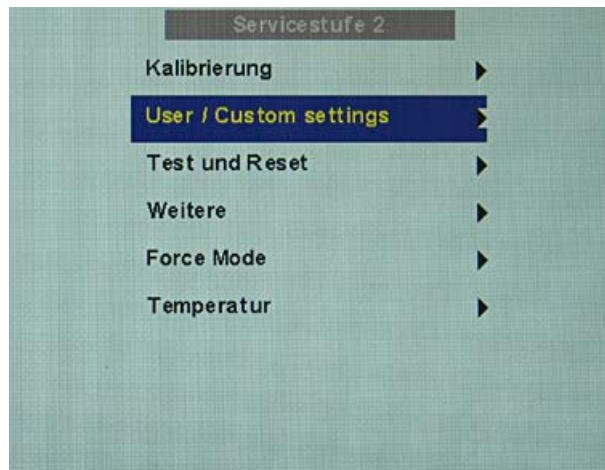 Servicestufe 2
Kalibrierung
User / Custom settings
Test und Reset
Weitere
Force Mode
Temperatur